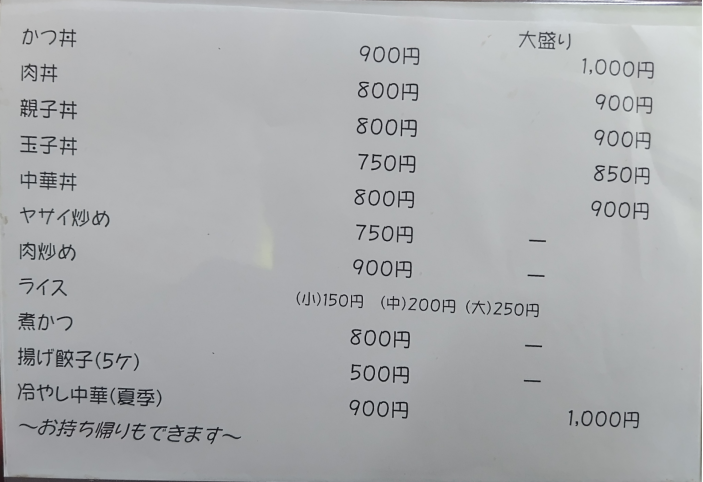 大盛り
かつ丼 900円 1,000円
肉丼 800円 900円
親子丼 800円 900円
玉子丼 750円 850円
中華丼 800円 900円
ヤサイ炒め 750円 —
肉炒め 900円 —
ライス (小)150円 (中)200円 (大)250円
煮かつ 800円 —
揚げ餃子(5ケ) 500円 —
冷やし中華(夏季) 900円 1,000円
～お持ち帰りもできます～